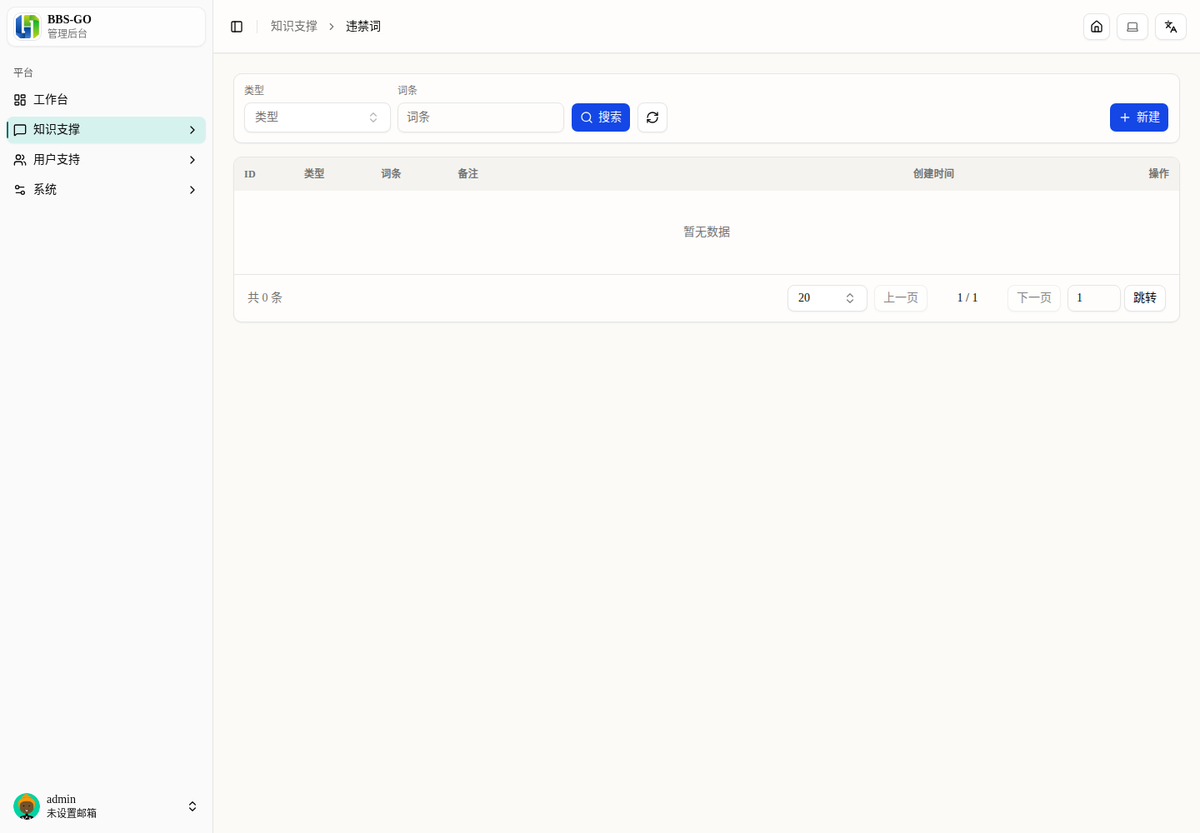 BBS-GO
管理后台
平台
工作台
知识支撑
用户支持
系统
admin
未设置邮箱
知识支撑 > 违禁词
类型
词条
类型
词条
搜索
新建
ID 类型 词条 备注 创建时间 操作
暂无数据
共 0 条
20
上一页
1 / 1
下一页
1
跳转